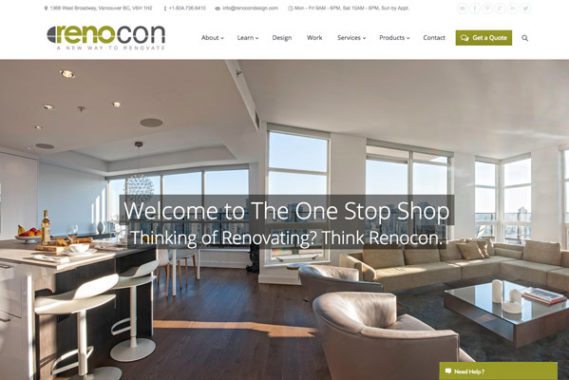 1368 West Broadway, Vancouver BC, V6H 1H2
+1.604.736.6410
info@renocondesign.com
Mon - Fri 9AM - 6PM, Sat 10AM - 6PM, Sun by Appt.
renocon
A NEW WAY TO RENOVATE
About Learn Design Work Services Products Contact Get a Quote
Welcome to The One Stop Shop
Thinking of Renovating? Think Renocon.
Need Help ?